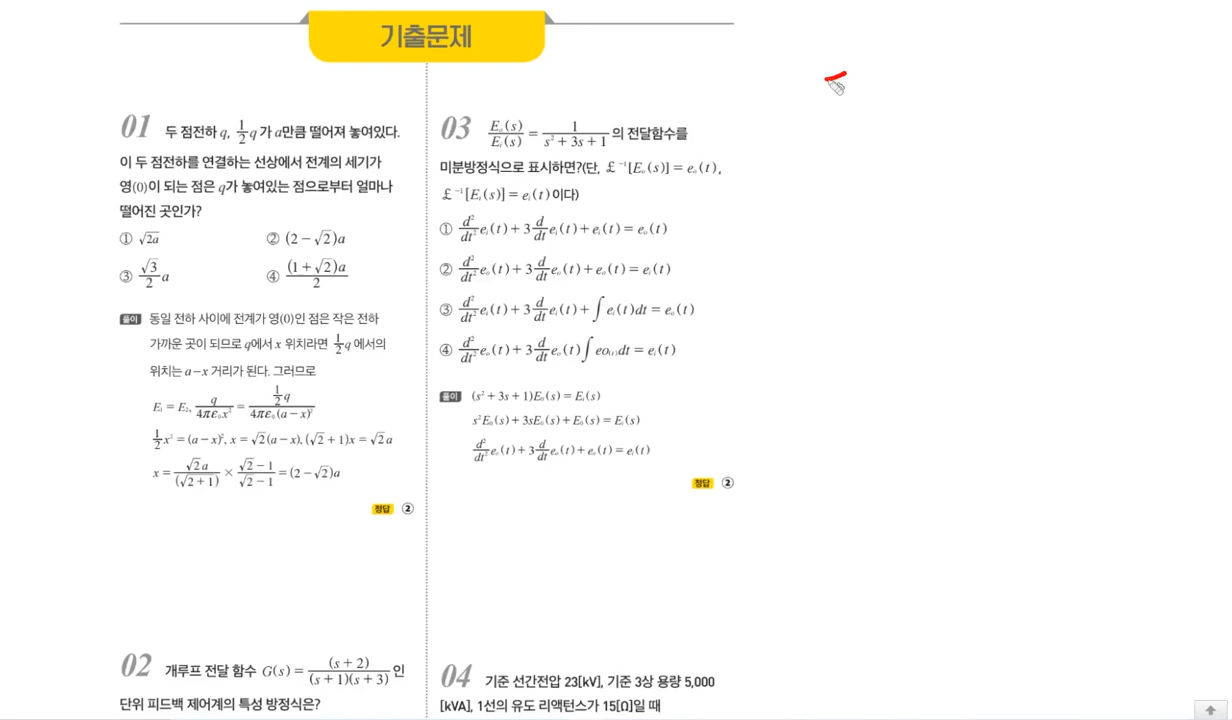 기출문제
01 두 점전하 q, 1/2 q 가 a만큼 떨어져 놓여있다.
이 두 점전하를 연결하는 선상에서 전계의 세기가
영(0)이 되는 점은 q가 놓여있는 점으로부터 얼마나
떨어진 곳인가?
① √2a ② (2−√2)a
③ √3/2 a ④ (1+√2)a/2
풀이 동일 전하 사이에 전계가 영(0)인 점은 작은 전하
가까운 곳이 되므로 q에서 x 위치라면 1/2 q 에서의
위치는 a−x 거리가 된다. 그러므로
E₁ = E₂, q/4πε₀x² = 1/2 q/4πε₀(a−x)²
1/2 x² = (a−x)², x = √2(a−x), (√2+1)x = √2 a
x = √2 a/(√2+1) × √2−1/√2−1 = (2−√2)a
정답 ②
02 개루프 전달 함수 G(s) = (s+2)/(s+1)(s+3) 인
단위 피드백 제어계의 특성 방정식은?
03 Eₒ(s)/Eᵢ(s) = 1/s²+3s+1 의 전달함수를
미분방정식으로 표시하면?(단, £⁻¹[Eₒ(s)] = eₒ(t),
£⁻¹[Eᵢ(s)] = eᵢ(t)이다)
① d²/dt² eᵢ(t)+3 d/dt eᵢ(t)+eᵢ(t) = eₒ(t)
② d²/dt² eₒ(t)+3 d/dt eₒ(t)+eₒ(t) = eᵢ(t)
③ d²/dt² eᵢ(t)+3 d/dt eᵢ(t)+∫eᵢ(t)dt = eₒ(t)
④ d²/dt² eₒ(t)+3 d/dt eₒ(t)∫eo₍ₜ₎dt = eᵢ(t)
풀이 (s²+3s+1)E₀(s) = Eᵢ(s)
s²E₀(s)+3sE₀(s)+E₀(s) = Eᵢ(s)
d²/dt² eₒ(t)+3 d/dt eₒ(t)+eₒ(t) = eᵢ(t)
정답 ②
04 기준 선간전압 23[kV], 기준 3상 용량 5,000
[kVA], 1선의 유도 리액턴스가 15[Ω]일 때